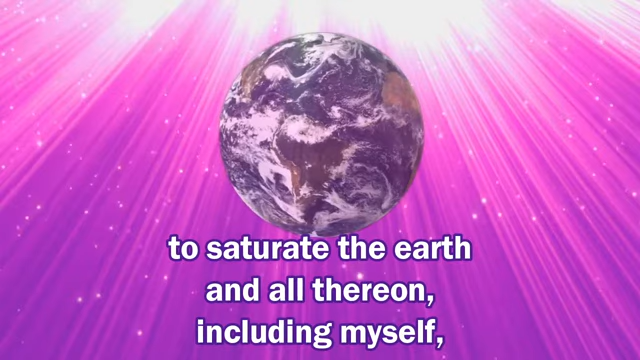 to saturate the earth
and all thereon,
including myself,